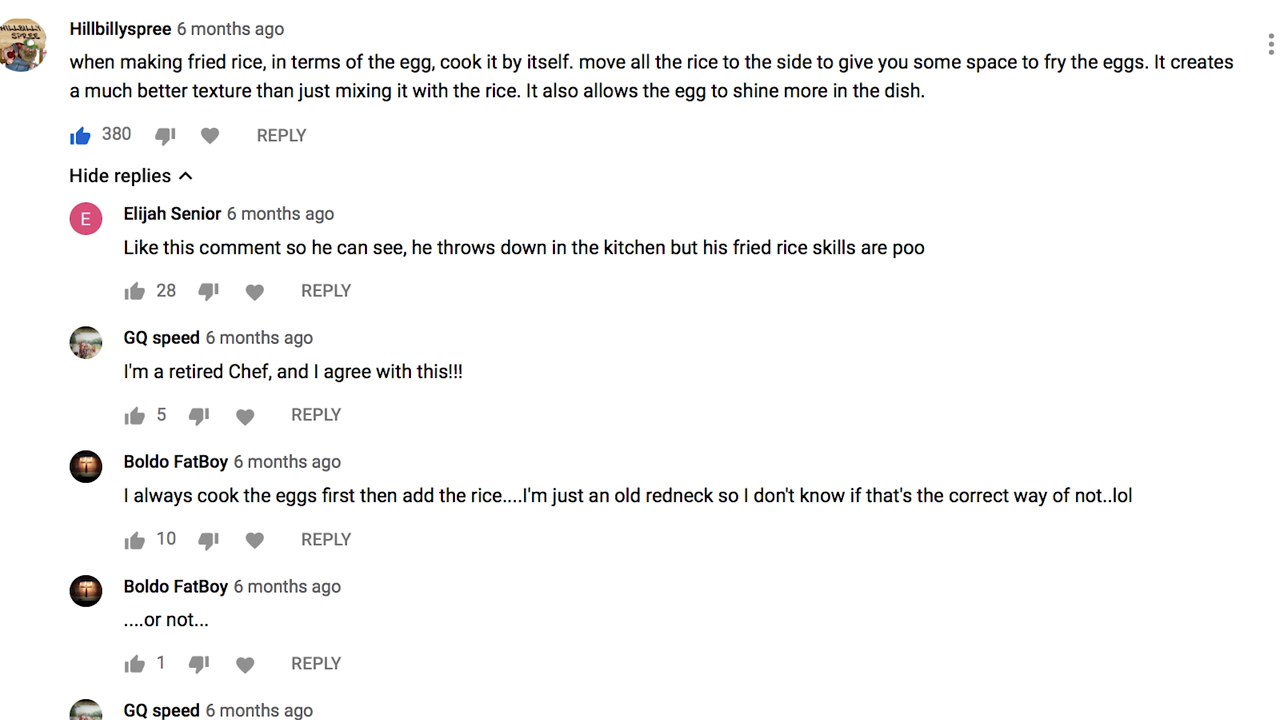 HILLBILLY
SPREE
Hillbillyspree 6 months ago
when making fried rice, in terms of the egg, cook it by itself. move all the rice to the side to give you some space to fry the eggs. It creates
a much better texture than just mixing it with the rice. It also allows the egg to shine more in the dish.
380 REPLY
Hide replies
E
Elijah Senior 6 months ago
Like this comment so he can see, he throws down in the kitchen but his fried rice skills are poo
28 REPLY
GQ speed 6 months ago
I'm a retired Chef, and I agree with this!!!
5 REPLY
Boldo FatBoy 6 months ago
I always cook the eggs first then add the rice....I'm just an old redneck so I don't know if that's the correct way of not..lol
10 REPLY
Boldo FatBoy 6 months ago
....or not...
1 REPLY
GQ speed 6 months ago